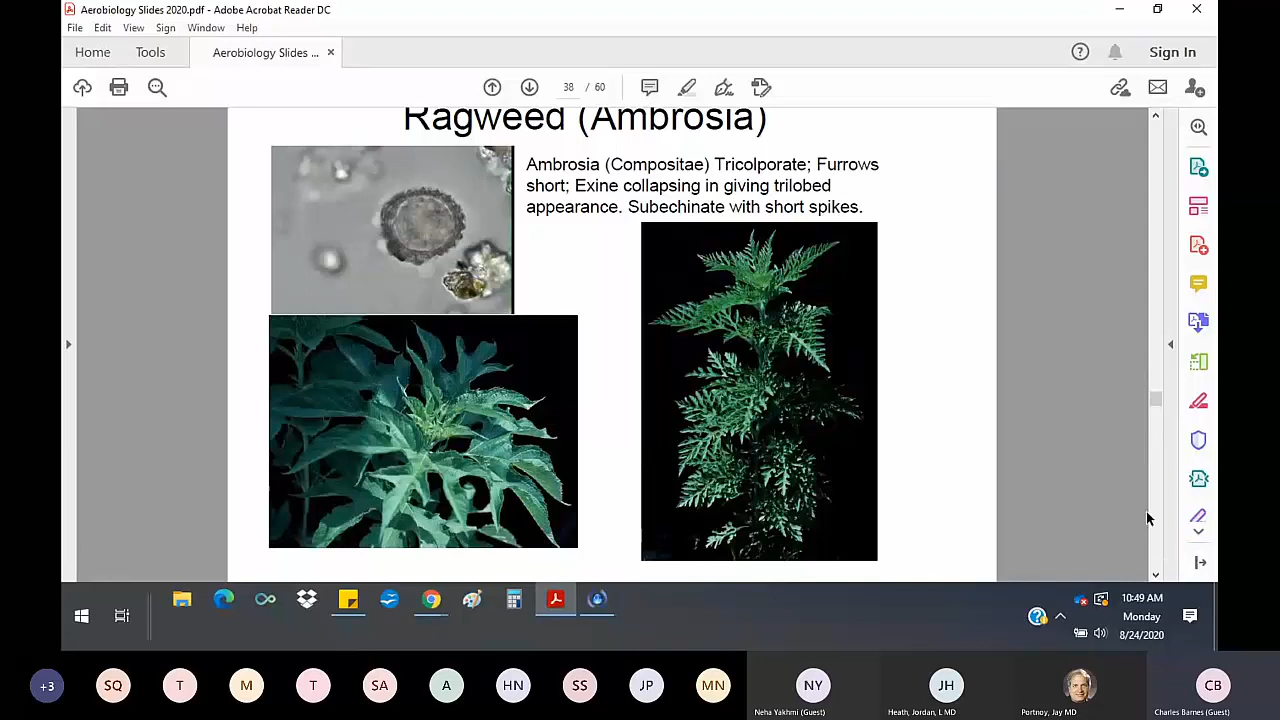 Aerobiology Slides 2020.pdf - Adobe Acrobat Reader DC
File Edit View Sign Window Help
Home Tools Aerobiology Slides ... × Sign In
38 / 60
Ragweed (Ambrosia)
Ambrosia (Compositae) Tricolporate; Furrows
short; Exine collapsing in giving trilobed
appearance. Subechinate with short spikes.
10:49 AM
Monday
8/24/2020
+3 SQ T M T SA A HN SS JP MN NY JH CB
Neha Yakhmi (Guest) Heath, Jordan, L MD Portnoy, Jay MD Charles Barnes (Guest)